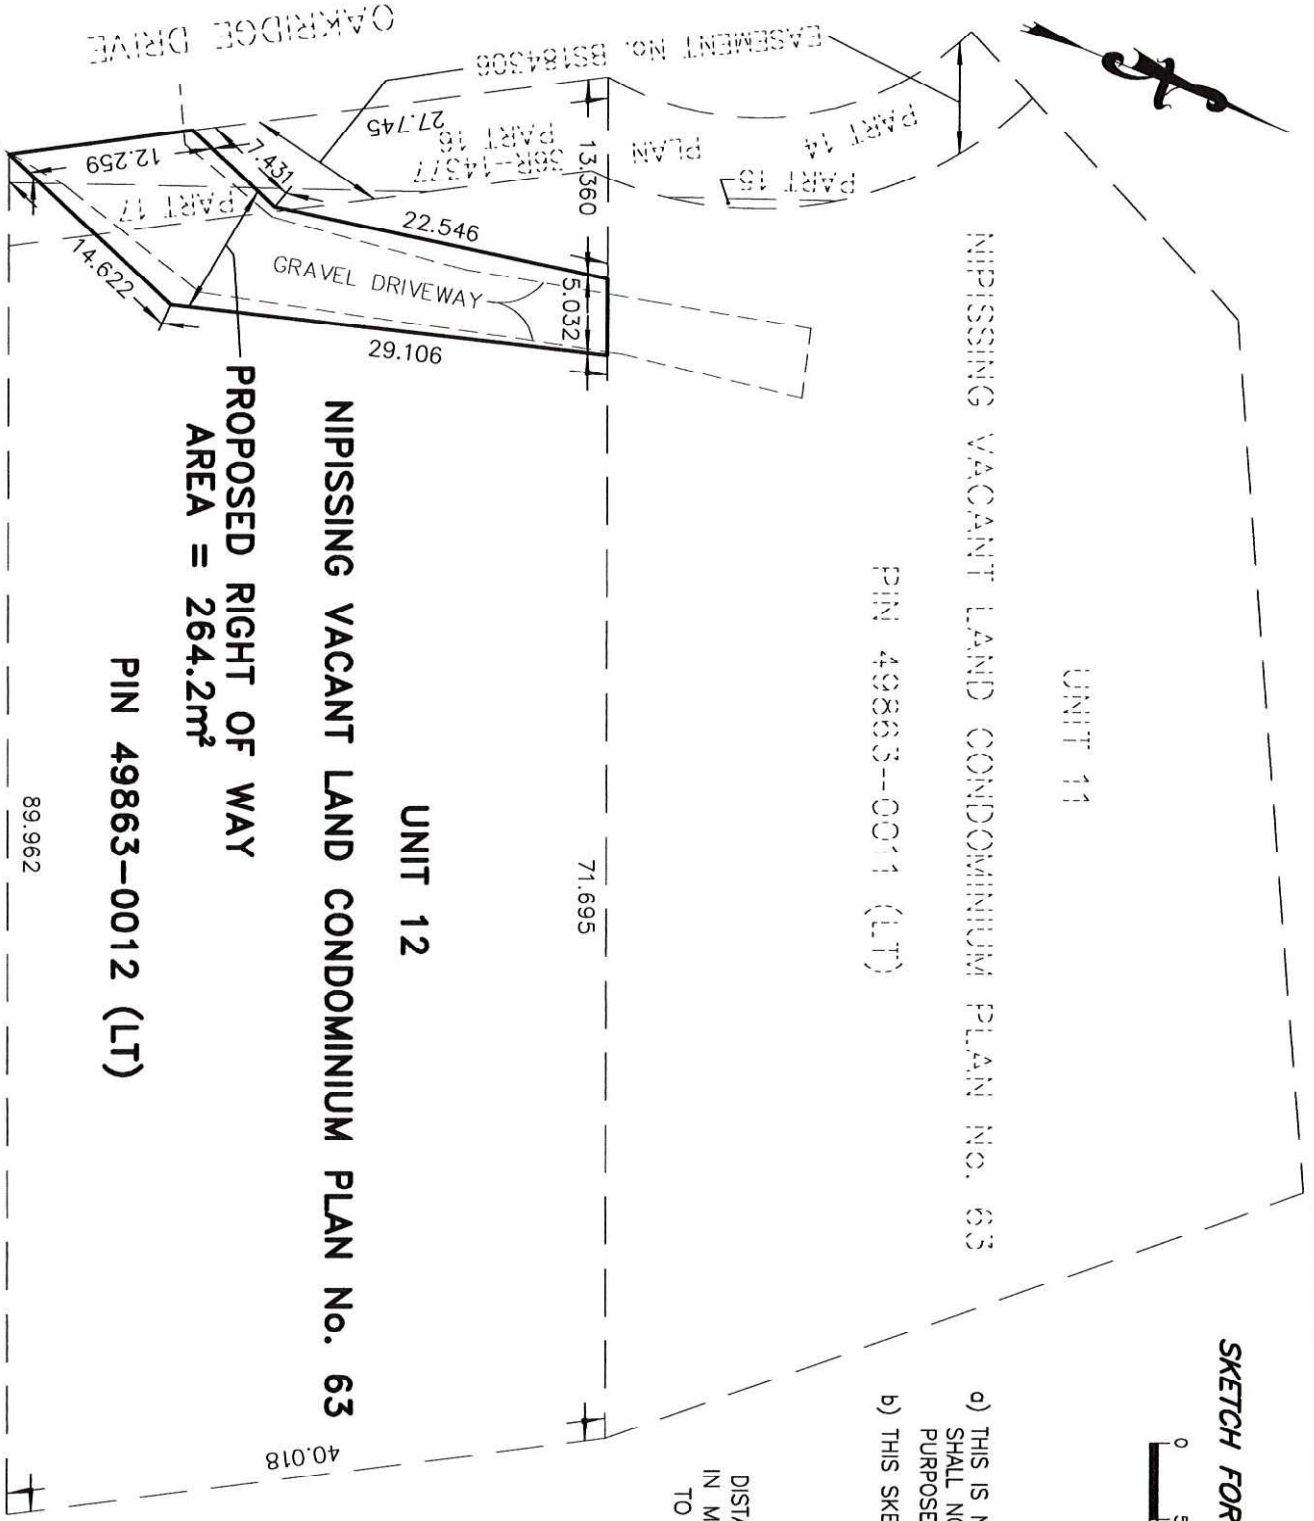 SKETCH FOR
0 5
a) THIS IS N
SHALL NO
PURPOSE
b) THIS SKE
DISTA
IN M
TO
UNIT 11
NIPISSING VACANT LAND CONDOMINIUM PLAN No. 63
PIN 49863-0011 (LT)
EASEMENT No. BS184306
PART 14
PART 15
PLAN
36R-14377
PART 16
PART 17
OAKRIDGE DRIVE
27.745
13.360
12.259
7.431
22.546
GRAVEL DRIVEWAY
5.032
14.622
29.106
71.695
UNIT 12
NIPISSING VACANT LAND CONDOMINIUM PLAN No. 63
PROPOSED RIGHT OF WAY
AREA = 264.2m²
PIN 49863-0012 (LT)
89.962
40.018